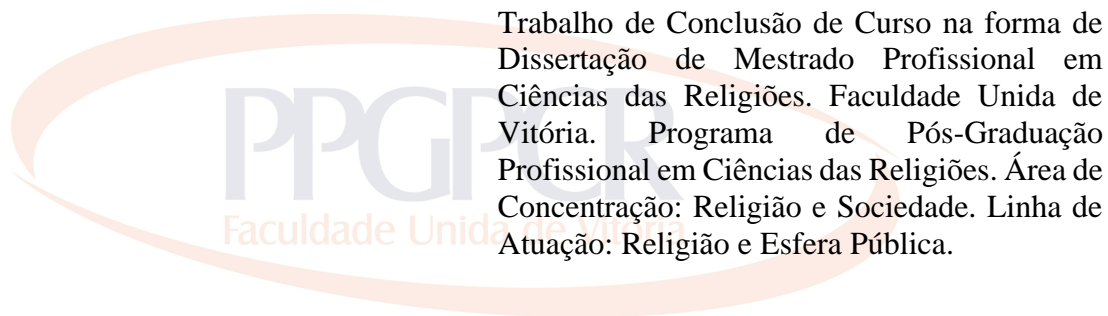 Trabalho de Conclusão de Curso na forma de
Dissertação de Mestrado Profissional em
Ciências das Religiões. Faculdade Unida de
Vitória. Programa de Pós-Graduação
Profissional em Ciências das Religiões. Área de
Concentração: Religião e Sociedade. Linha de
Atuação: Religião e Esfera Pública.
PPGPCR
Faculdade Unida de Vitória